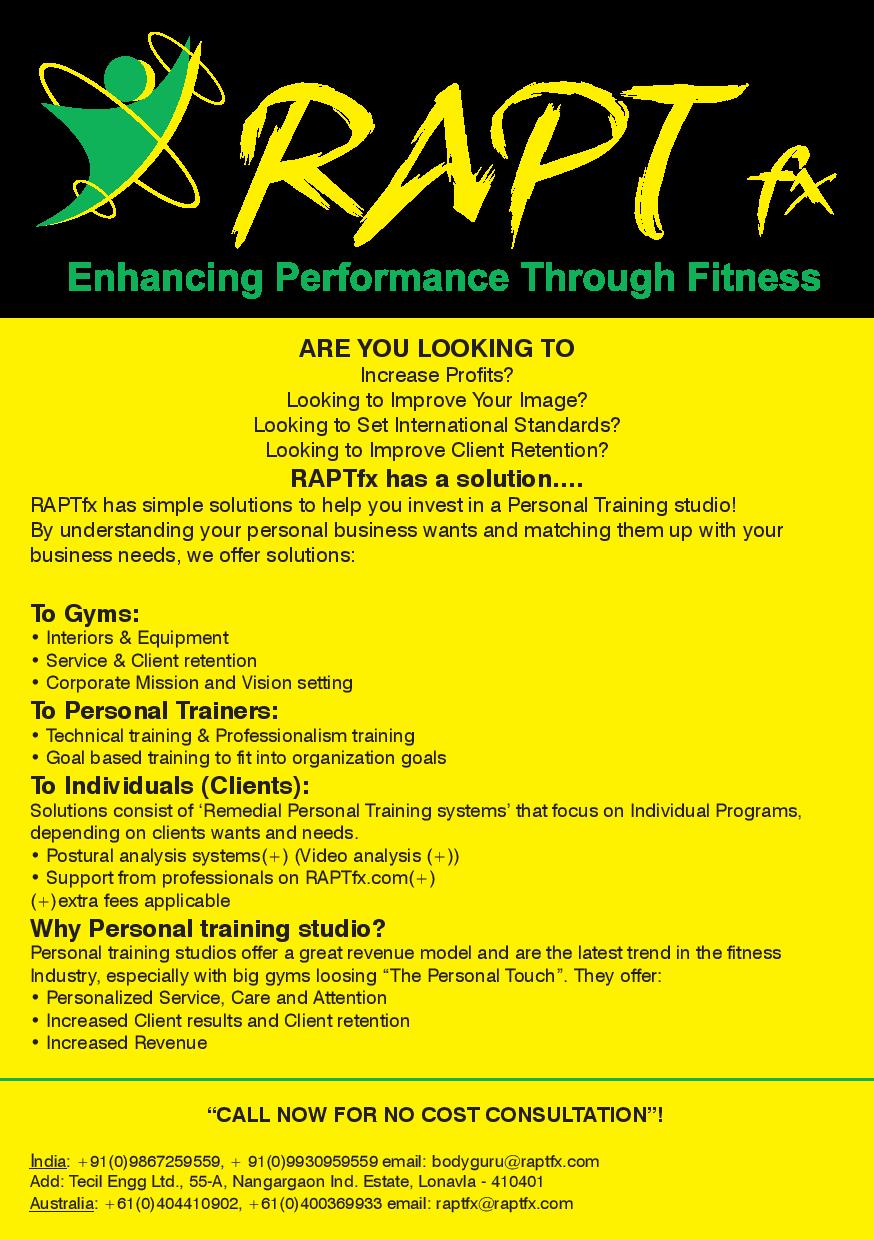 RAPT fx
Enhancing Performance Through Fitness
ARE YOU LOOKING TO
Increase Profits?
Looking to Improve Your Image?
Looking to Set International Standards?
Looking to Improve Client Retention?
RAPTfx has a solution....
RAPTfx has simple solutions to help you invest in a Personal Training studio!
By understanding your personal business wants and matching them up with your
business needs, we offer solutions:
To Gyms:
• Interiors & Equipment
• Service & Client retention
• Corporate Mission and Vision setting
To Personal Trainers:
• Technical training & Professionalism training
• Goal based training to fit into organization goals
To Individuals (Clients):
Solutions consist of ‘Remedial Personal Training systems’ that focus on Individual Programs,
depending on clients wants and needs.
• Postural analysis systems(+) (Video analysis (+))
• Support from professionals on RAPTfx.com(+)
(+)extra fees applicable
Why Personal training studio?
Personal training studios offer a great revenue model and are the latest trend in the fitness
Industry, especially with big gyms loosing “The Personal Touch”. They offer:
• Personalized Service, Care and Attention
• Increased Client results and Client retention
• Increased Revenue
“CALL NOW FOR NO COST CONSULTATION”!
India: +91(0)9867259559, + 91(0)9930959559 email: bodyguru@raptfx.com
Add: Tecil Engg Ltd., 55-A, Nangargaon Ind. Estate, Lonavla - 410401
Australia: +61(0)404410902, +61(0)400369933 email: raptfx@raptfx.com